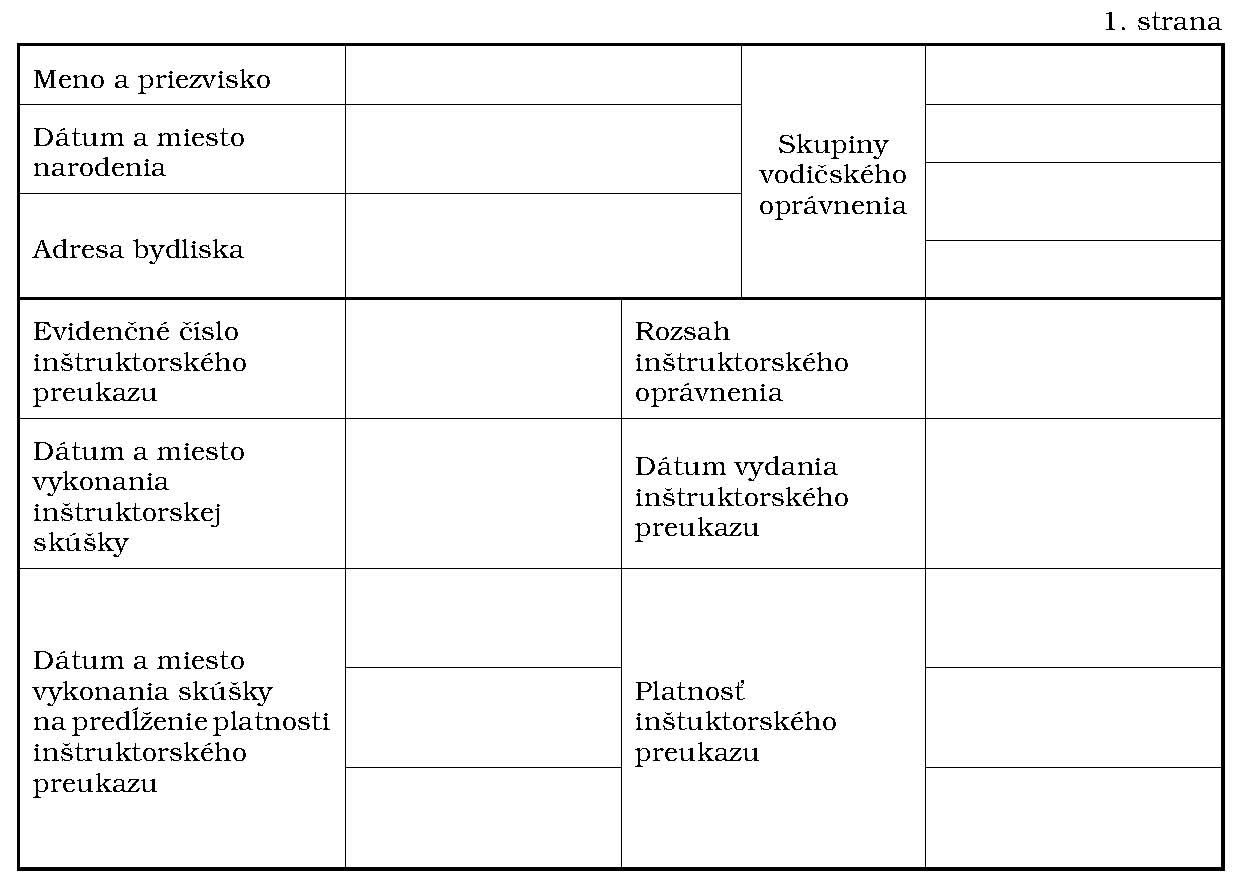 1. strana
Meno a priezvisko
Dátum a miesto
narodenia
Adresa bydliska
Skupiny
vodičského
oprávnenia
Evidenčné číslo
inštruktorského
preukazu
Rozsah
inštruktorského
oprávnenia
Dátum a miesto
vykonania
inštruktorskej
skúšky
Dátum vydania
inštruktorského
preukazu
Dátum a miesto
vykonania skúšky
na predĺženie platnosti
inštruktorského
preukazu
Platnosť
inštuktorského
preukazu